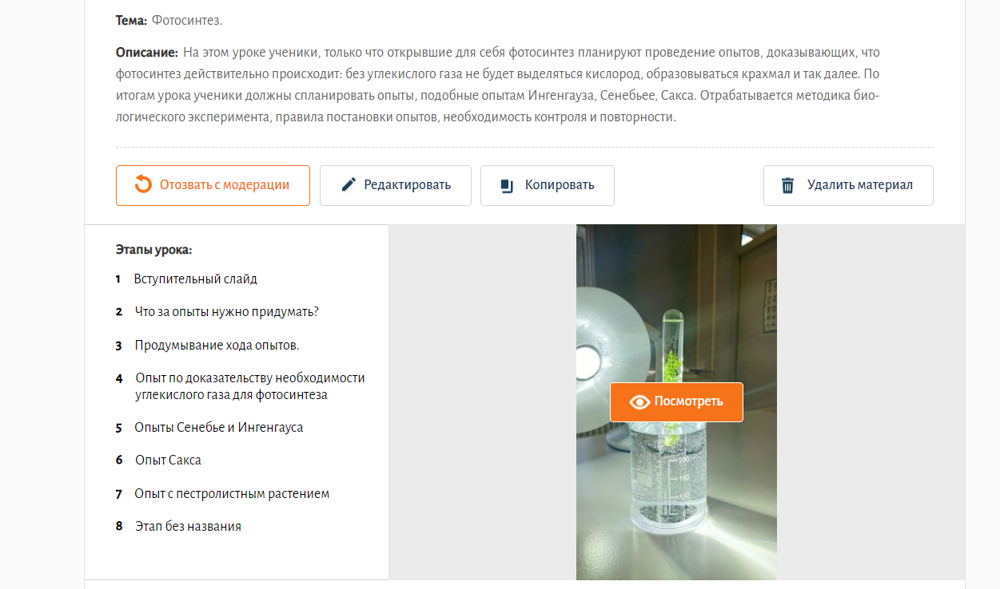 Тема: Фотосинтез.
Описание: На этом уроке ученики, только что открывшие для себя фотосинтез планируют проведение опытов, доказывающих, что
фотосинтез действительно происходит: без углекислого газа не будет выделяться кислород, образовываться крахмал и так далее. По
итогам урока ученики должны спланировать опыты, подобные опытам Ингенгауза, Сенебьее, Сакса. Отрабатывается методика био-
логического эксперимента, правила постановки опытов, необходимость контроля и повторности.
Отозвать с модерации
Редактировать
Копировать
Удалить материал
Этапы урока:
1 Вступительный слайд
2 Что за опыты нужно придумать?
3 Продумывание хода опытов.
4 Опыт по доказательству необходимости
углекислого газа для фотосинтеза
5 Опыты Сенебье и Ингенгауса
6 Опыт Сакса
7 Опыт с пестролистным растением
8 Этап без названия
Посмотреть
200
150
100